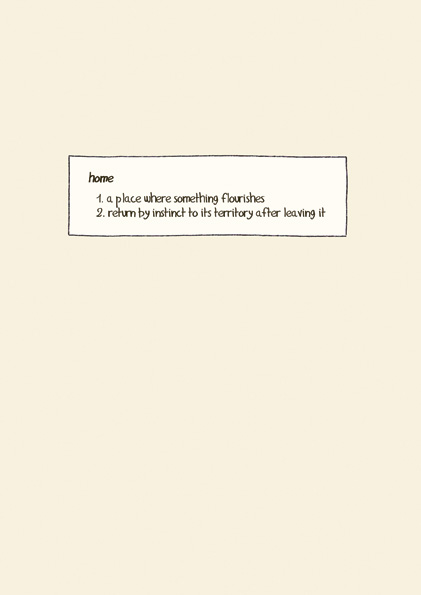 home
1. a place where something flourishes
2. return by instinct to its territory after leaving it